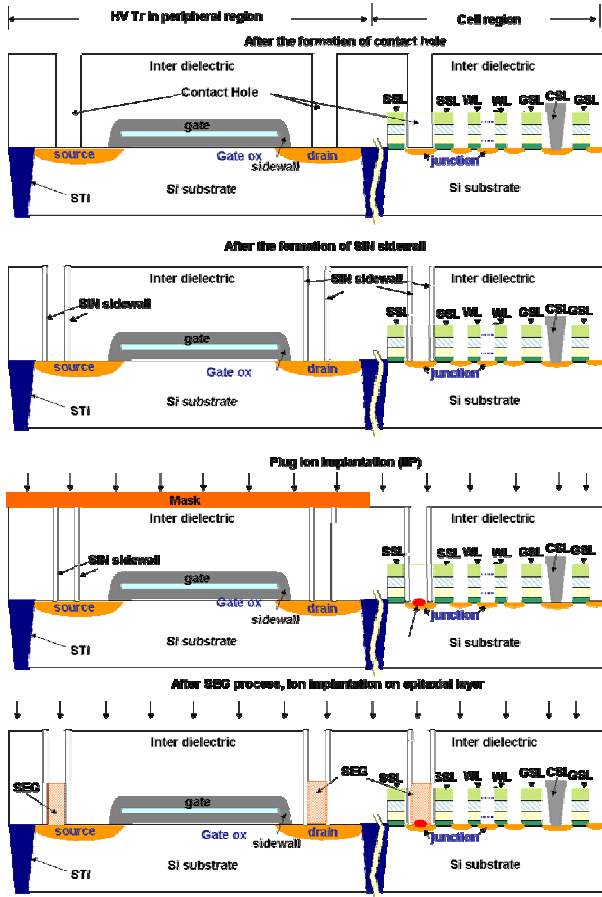 HV Tr in peripheral region
Cell region
After the formation of contact hole
Inter dielectric
Inter dielectric
Contact Hole
SSL
SSL WL WL GSL CSL GSL
gate
source
Gate ox
sidewall
drain
junction
STI
Si substrate
Si substrate
After the formation of SIN sidewall
Inter dielectric
SIN sidewall
Inter dielectric
SIN sidewall
SSL
SSL WL WL GSL CSL GSL
gate
source
Gate ox
sidewall
drain
junction
STI
Si substrate
Si substrate
Plug Ion Implantation (IIP)
Mask
Inter dielectric
Inter dielectric
SIN sidewall
SSL
SSL WL WL GSL CSL GSL
gate
source
Gate ox
sidewall
drain
junction
STI
Si substrate
Si substrate
After SEG process, Ion Implantation on epitaxial layer
Inter dielectric
Inter dielectric
SEG
SEG
SSL
SSL WL WL GSL CSL GSL
gate
source
Gate ox
sidewall
drain
junction
STI
Si substrate
Si substrate